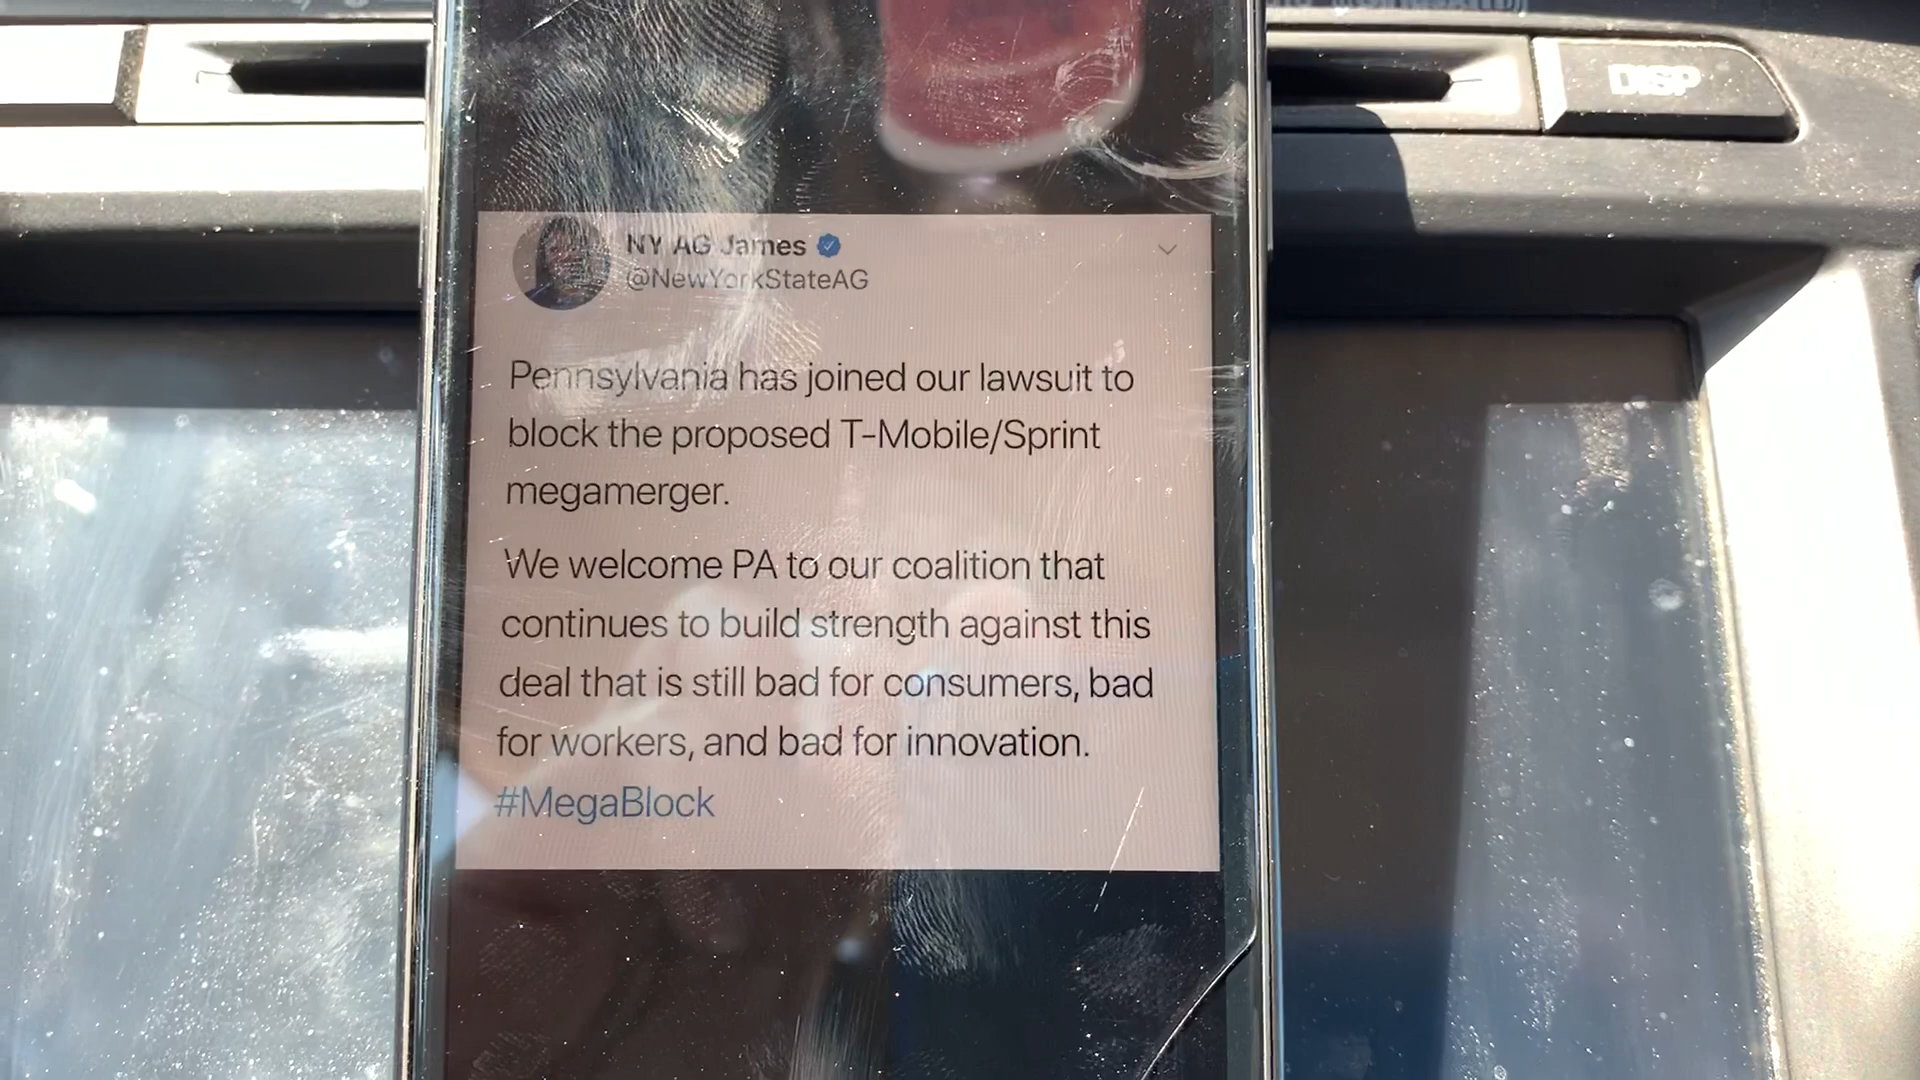 DISP
NY AG James
@NewYorkStateAG
Pennsylvania has joined our lawsuit to
block the proposed T-Mobile/Sprint
megamerger.
We welcome PA to our coalition that
continues to build strength against this
deal that is still bad for consumers, bad
for workers, and bad for innovation.
#MegaBlock